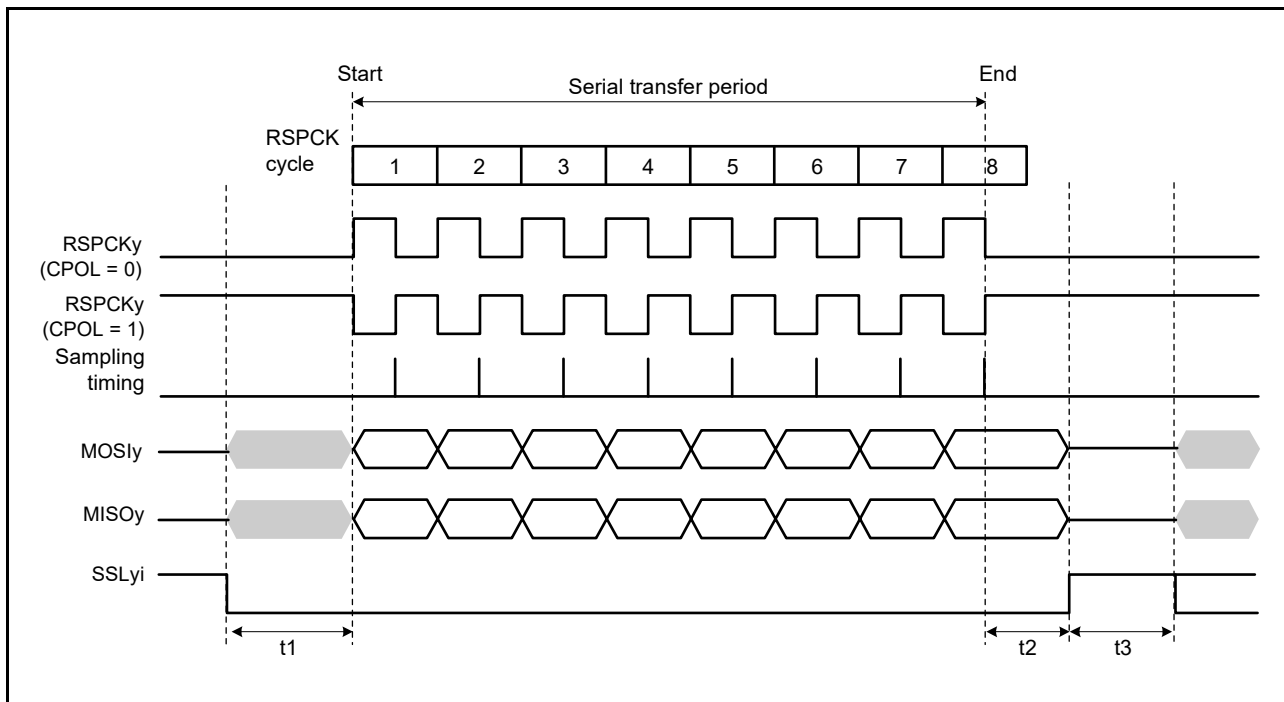 Start
End
Serial transfer period
RSPCK
cycle
1 2 3 4 5 6 7 8
RSPCKy
(CPOL = 0)
RSPCKy
(CPOL = 1)
Sampling
timing
MOSIy
MISOy
SSLyi
t1
t2
t3